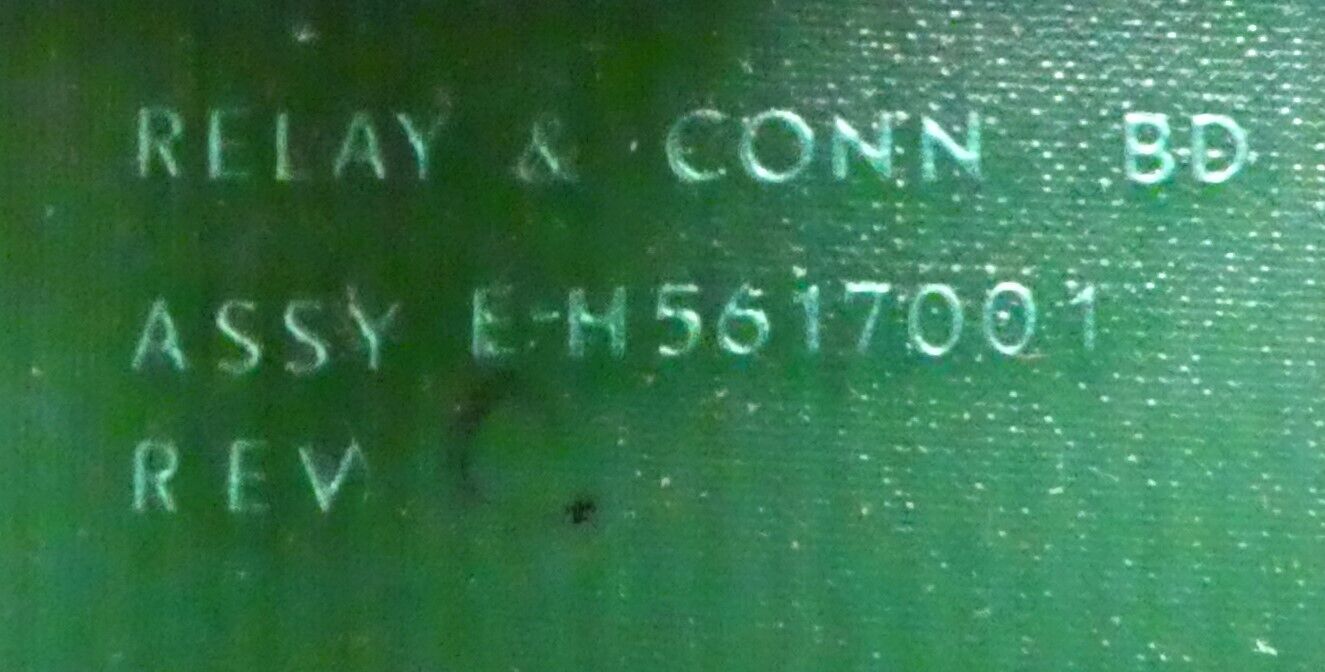 RELAY & CONN BD
ASSY E-H5617001
REV C